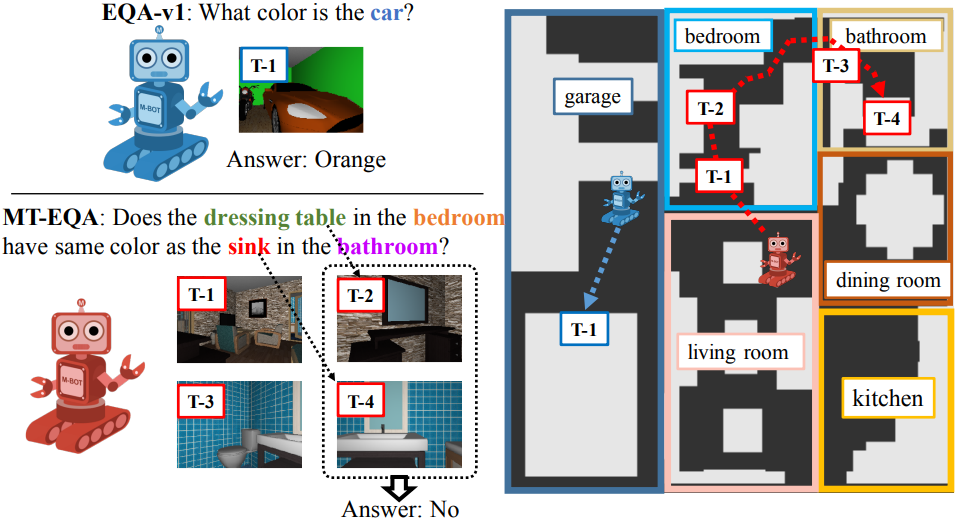 EQA-v1: What color is the car?
M
M-BOT
T-1
Answer: Orange
MT-EQA: Does the dressing table in the bedroom
have same color as the sink in the bathroom?
M
M-BOT
T-1
T-2
T-3
T-4
Answer: No
garage
T-1
bedroom
T-2
T-1
bathroom
T-3
T-4
dining room
living room
kitchen